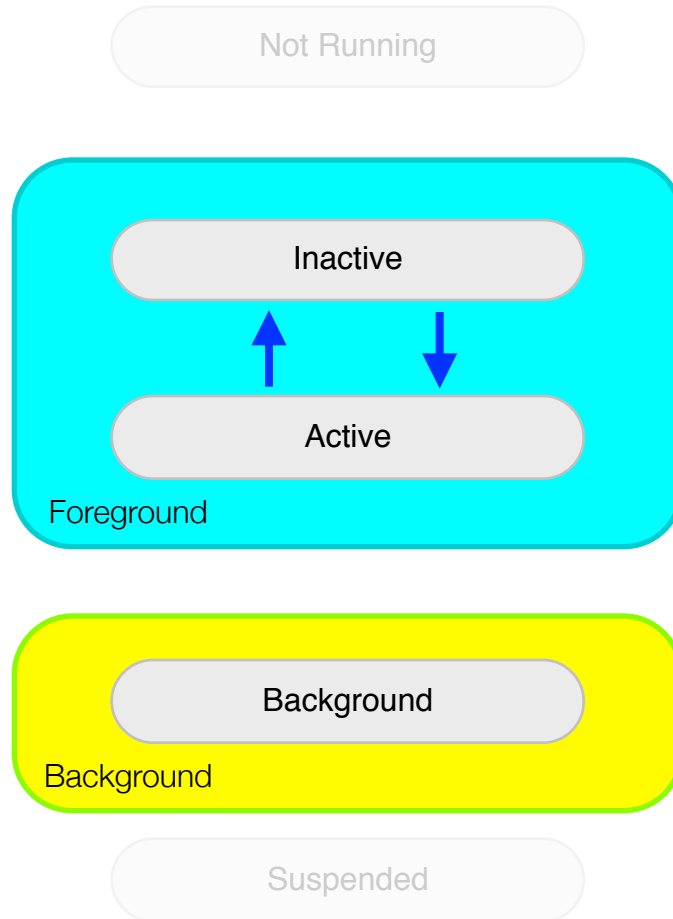 Not Running
Inactive
Active
Foreground
Background
Background
Suspended